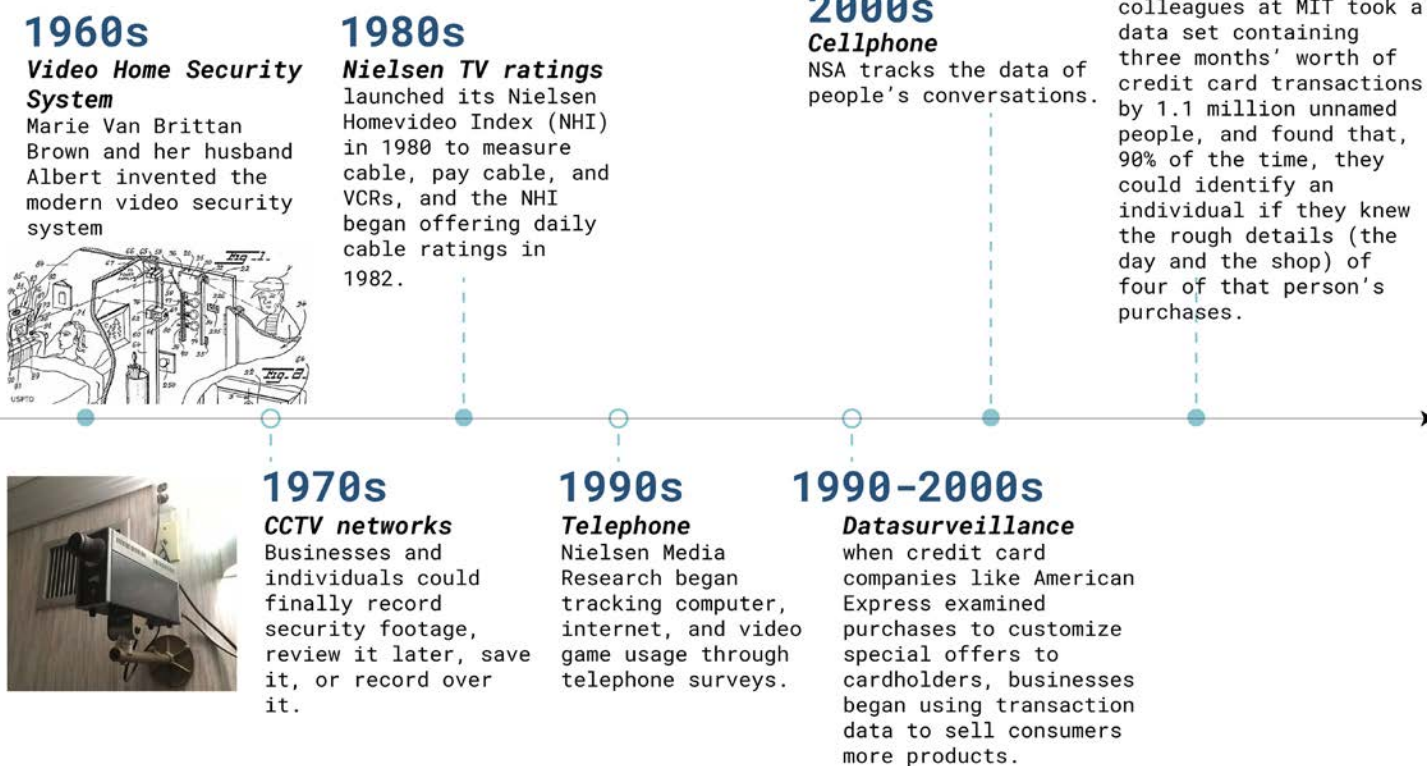 1960s
Video Home Security
System
Marie Van Brittan
Brown and her husband
Albert invented the
modern video security
system
Fig_1.
Fig_2.
USPTO
1980s
Nielsen TV ratings
launched its Nielsen
Homevideo Index (NHI)
in 1980 to measure
cable, pay cable, and
VCRs, and the NHI
began offering daily
cable ratings in
1982.
2000s
Cellphone
NSA tracks the data of
people's conversations.
colleagues at MIT took a
data set containing
three months' worth of
credit card transactions
by 1.1 million unnamed
people, and found that,
90% of the time, they
could identify an
individual if they knew
the rough details (the
day and the shop) of
four of that person's
purchases.
1970s
CCTV networks
Businesses and
individuals could
finally record
security footage,
review it later, save
it, or record over
it.
1990s
Telephone
Nielsen Media
Research began
tracking computer,
internet, and video
game usage through
telephone surveys.
1990-2000s
Datasurveillance
when credit card
companies like American
Express examined
purchases to customize
special offers to
cardholders, businesses
began using transaction
data to sell consumers
more products.